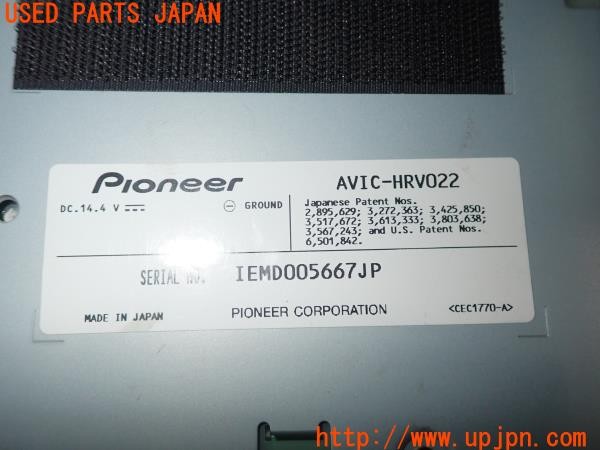 USED PARTS JAPAN
Pioneer
AVIC-HRV022
DC.14.4 V
⊖ GROUND
Japanese Patent Nos.
2,895,629; 3,272,363; 3,425,850;
3,517,672; 3,613,333; 3,803,638;
3,567,243; and U.S. Patent No.
6,501,842.
SERIAL NO. IEMD005667JP
MADE IN JAPAN
PIONEER CORPORATION
<CEC1770-A>
http://www.upjpn.com/